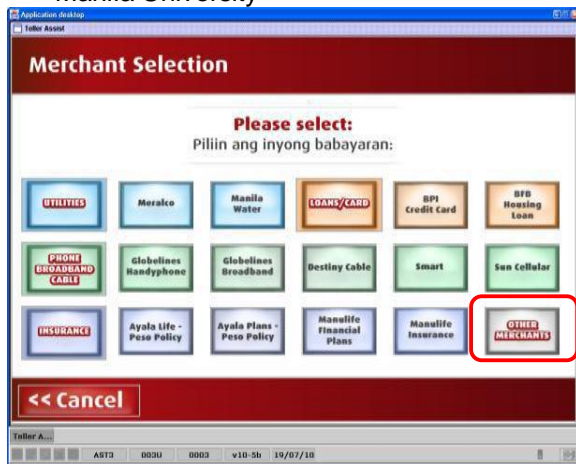 Manila University
Application desktop
Teller Assist
Merchant Selection
Please select:
Piliin ang inyong babayaran:
UTILITIES
Meralco
Manila
Water
LOANS/CARD
BPI
Credit Card
BFB
Housing
Loan
PHONE
BROADBAND
CABLE
Globelines
Handyphone
Globelines
Broadband
Destiny Cable
Smart
Sun Cellular
INSURANCE
Ayala Life -
Peso Policy
Ayala Plans -
Peso Policy
Manulife
Financial
Plans
Manulife
Insurance
OTHER
MERCHANTS
<< Cancel
Teller A...
AST3 003U 0003 v10-5b 19/07/10